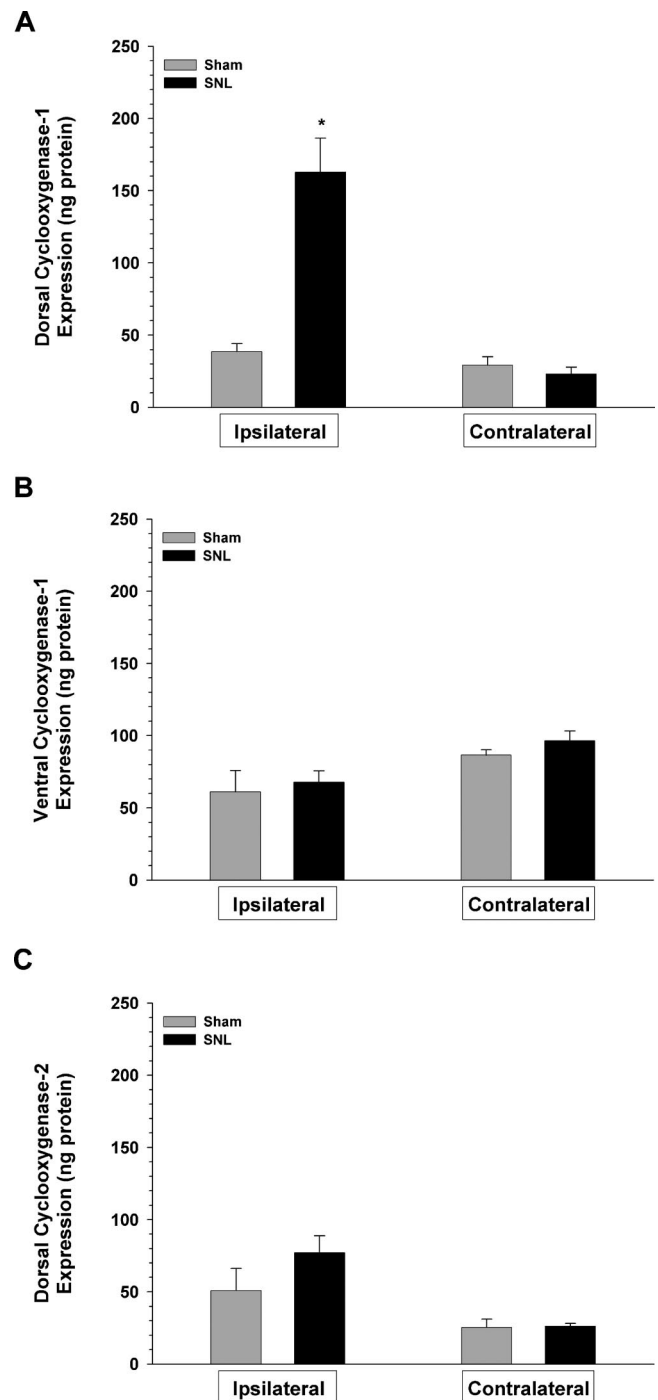 A
Dorsal Cyclooxygenase-1
Expression (ng protein)
250
200
150
100
50
0
Sham
SNL
*
Ipsilateral
Contralateral
B
Ventral Cyclooxygenase-1
Expression (ng protein)
250
200
150
100
50
0
Sham
SNL
Ipsilateral
Contralateral
C
Dorsal Cyclooxygenase-2
Expression (ng protein)
250
200
150
100
50
0
Sham
SNL
Ipsilateral
Contralateral